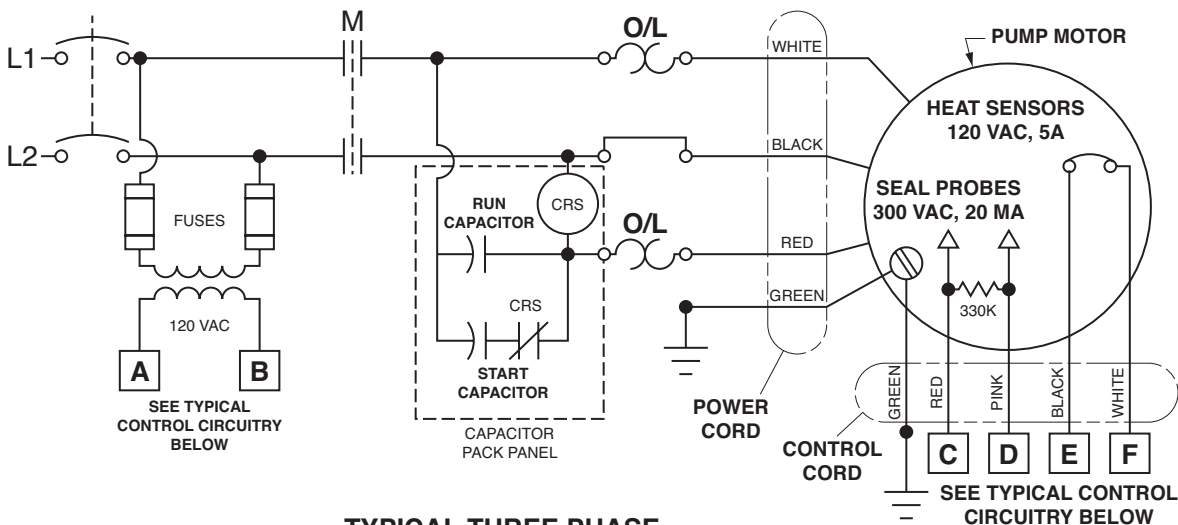 L1
M
O/L
WHITE
PUMP MOTOR
HEAT SENSORS
120 VAC, 5A
L2
BLACK
FUSES
RUN
CAPACITOR
CRS
SEAL PROBES
300 VAC, 20 MA
O/L
RED
GREEN
330K
120 VAC
CRS
START
CAPACITOR
A
B
SEE TYPICAL
CONTROL CIRCUITRY
BELOW
CAPACITOR
PACK PANEL
POWER
CORD
CONTROL
CORD
GREEN
RED
PINK
BLACK
WHITE
C
D
E
F
SEE TYPICAL CONTROL
CIRCUITRY BELOW
TYPICAL THREE PHASE